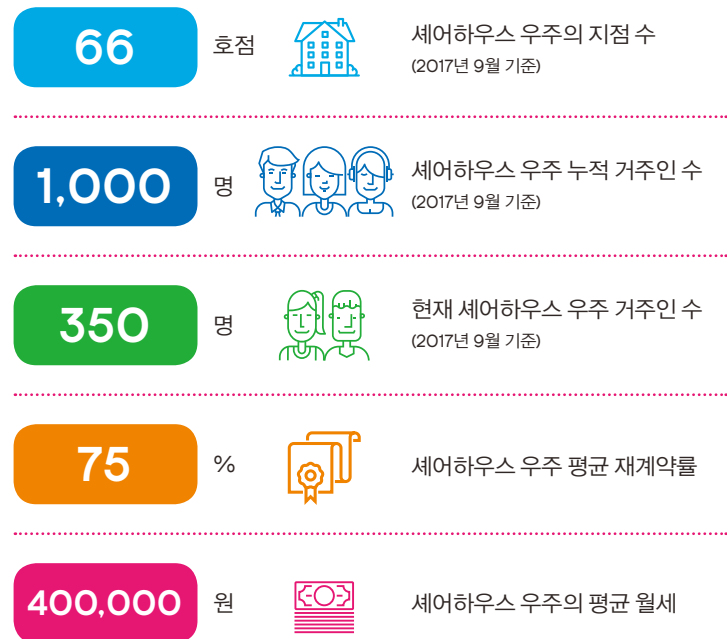 66 호점 셰어하우스 우주의 지점 수
(2017년 9월 기준)
1,000 명 셰어하우스 우주 누적 거주인 수
(2017년 9월 기준)
350 명 현재 셰어하우스 우주 거주인 수
(2017년 9월 기준)
75 % 셰어하우스 우주 평균 재계약률
400,000 원 셰어하우스 우주의 평균 월세